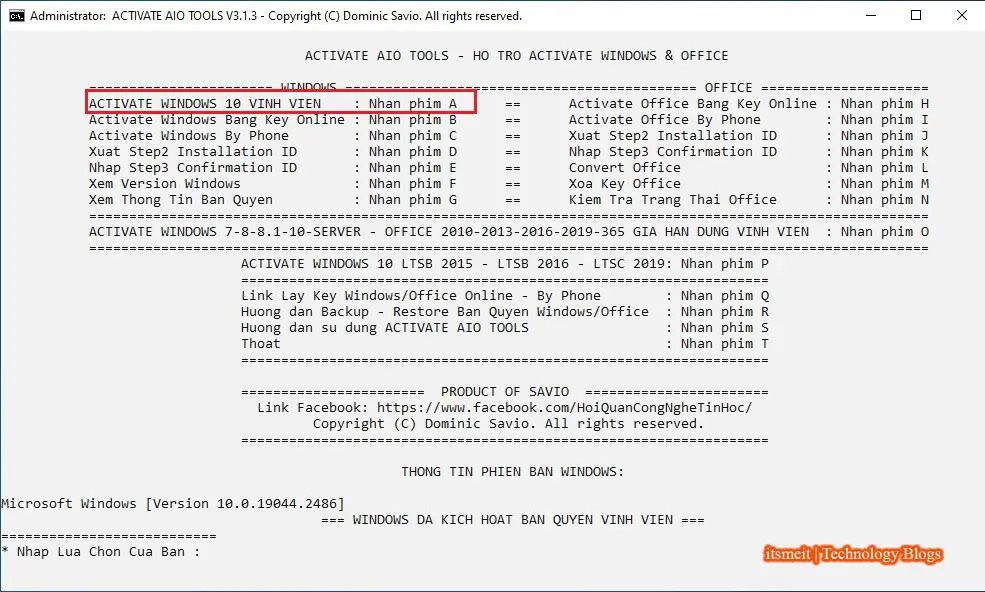 Administrator: ACTIVATE AIO TOOLS V3.1.3 - Copyright (C) Dominic Savio. All rights reserved.
ACTIVATE AIO TOOLS - HO TRO ACTIVATE WINDOWS & OFFICE
======================= WINDOWS ============================================ OFFICE =====================
ACTIVATE WINDOWS 10 VINH VIEN : Nhan phim A == Activate Office Bang Key Online : Nhan phim H
Activate Windows Bang Key Online : Nhan phim B == Activate Office By Phone : Nhan phim I
Activate Windows By Phone : Nhan phim C == Xuat Step2 Installation ID : Nhan phim J
Xuat Step2 Installation ID : Nhan phim D == Nhap Step3 Confirmation ID : Nhan phim K
Nhap Step3 Confirmation ID : Nhan phim E == Convert Office : Nhan phim L
Xem Version Windows : Nhan phim F == Xoa Key Office : Nhan phim M
Xem Thong Tin Ban Quyen : Nhan phim G == Kiem Tra Trang Thai Office : Nhan phim N
=========================================================================================================
ACTIVATE WINDOWS 7-8-8.1-10-SERVER - OFFICE 2010-2013-2016-2019-365 GIA HAN DUNG VINH VIEN : Nhan phim O
=========================================================================================================
ACTIVATE WINDOWS 10 LTSB 2015 - LTSB 2016 - LTSC 2019: Nhan phim P
==================================================================
Link Lay Key Windows/Office Online - By Phone : Nhan phim Q
Huong dan Backup - Restore Ban Quyen Windows/Office : Nhan phim R
Huong dan su dung ACTIVATE AIO TOOLS : Nhan phim S
Thoat : Nhan phim T
==================================================================
======================= PRODUCT OF SAVIO =======================
Link Facebook: https://www.facebook.com/HoiQuanCongNgheTinHoc/
Copyright (C) Dominic Savio. All rights reserved.
==================================================================
THONG TIN PHIEN BAN WINDOWS:
Microsoft Windows [Version 10.0.19044.2486]
=== WINDOWS DA KICH HOAT BAN QUYEN VINH VIEN ===
===========================
* Nhap Lua Chon Cua Ban :
itsmeit | Technology Blogs